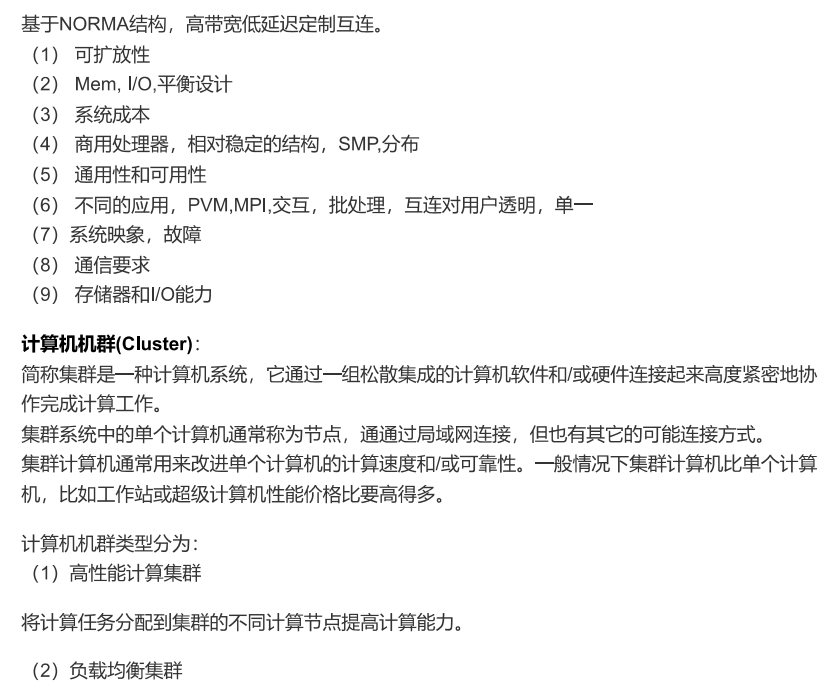 基于NORMA结构，高带宽低延迟定制互连。
（1） 可扩放性
（2） Mem, I/O,平衡设计
（3） 系统成本
（4） 商用处理器，相对稳定的结构，SMP,分布
（5） 通用性和可用性
（6） 不同的应用，PVM,MPI,交互，批处理，互连对用户透明，单一
（7）系统映象，故障
（8） 通信要求
（9） 存储器和I/O能力
计算机机群(Cluster)：
简称集群是一种计算机系统，它通过一组松散集成的计算机软件和/或硬件连接起来高度紧密地协
作完成计算工作。
集群系统中的单个计算机通常称为节点，通通过局域网连接，但也有其它的可能连接方式。
集群计算机通常用来改进单个计算机的计算速度和/或可靠性。一般情况下集群计算机比单个计算
机，比如工作站或超级计算机性能价格比要高得多。
计算机机群类型分为：
（1）高性能计算集群
将计算任务分配到集群的不同计算节点提高计算能力。
（2）负载均衡集群